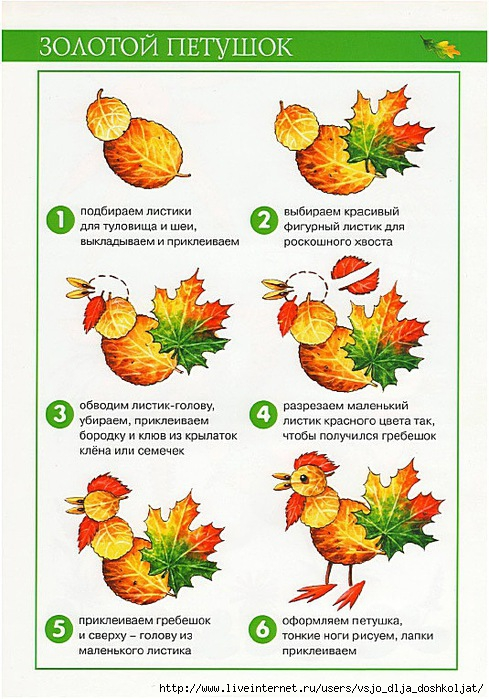 ЗОЛОТОЙ ПЕТУШОК
1
подбираем листики
для туловища и шеи,
выкладываем и приклеиваем
2
выбираем красивый
фигурный листик для
роскошного хвоста
3
обводим листик-голову,
убираем, приклеиваем
бородку и клюв из крылаток
клёна или семечек
4
разрезаем маленький
листик красного цвета так,
чтобы получился гребешок
5
приклеиваем гребешок
и сверху – голову из
маленького листика
6
оформляем петушка,
тонкие ноги рисуем, лапки
приклеиваем
http://www.liveinternet.ru/users/vsjo_dlja_doshkoljat/